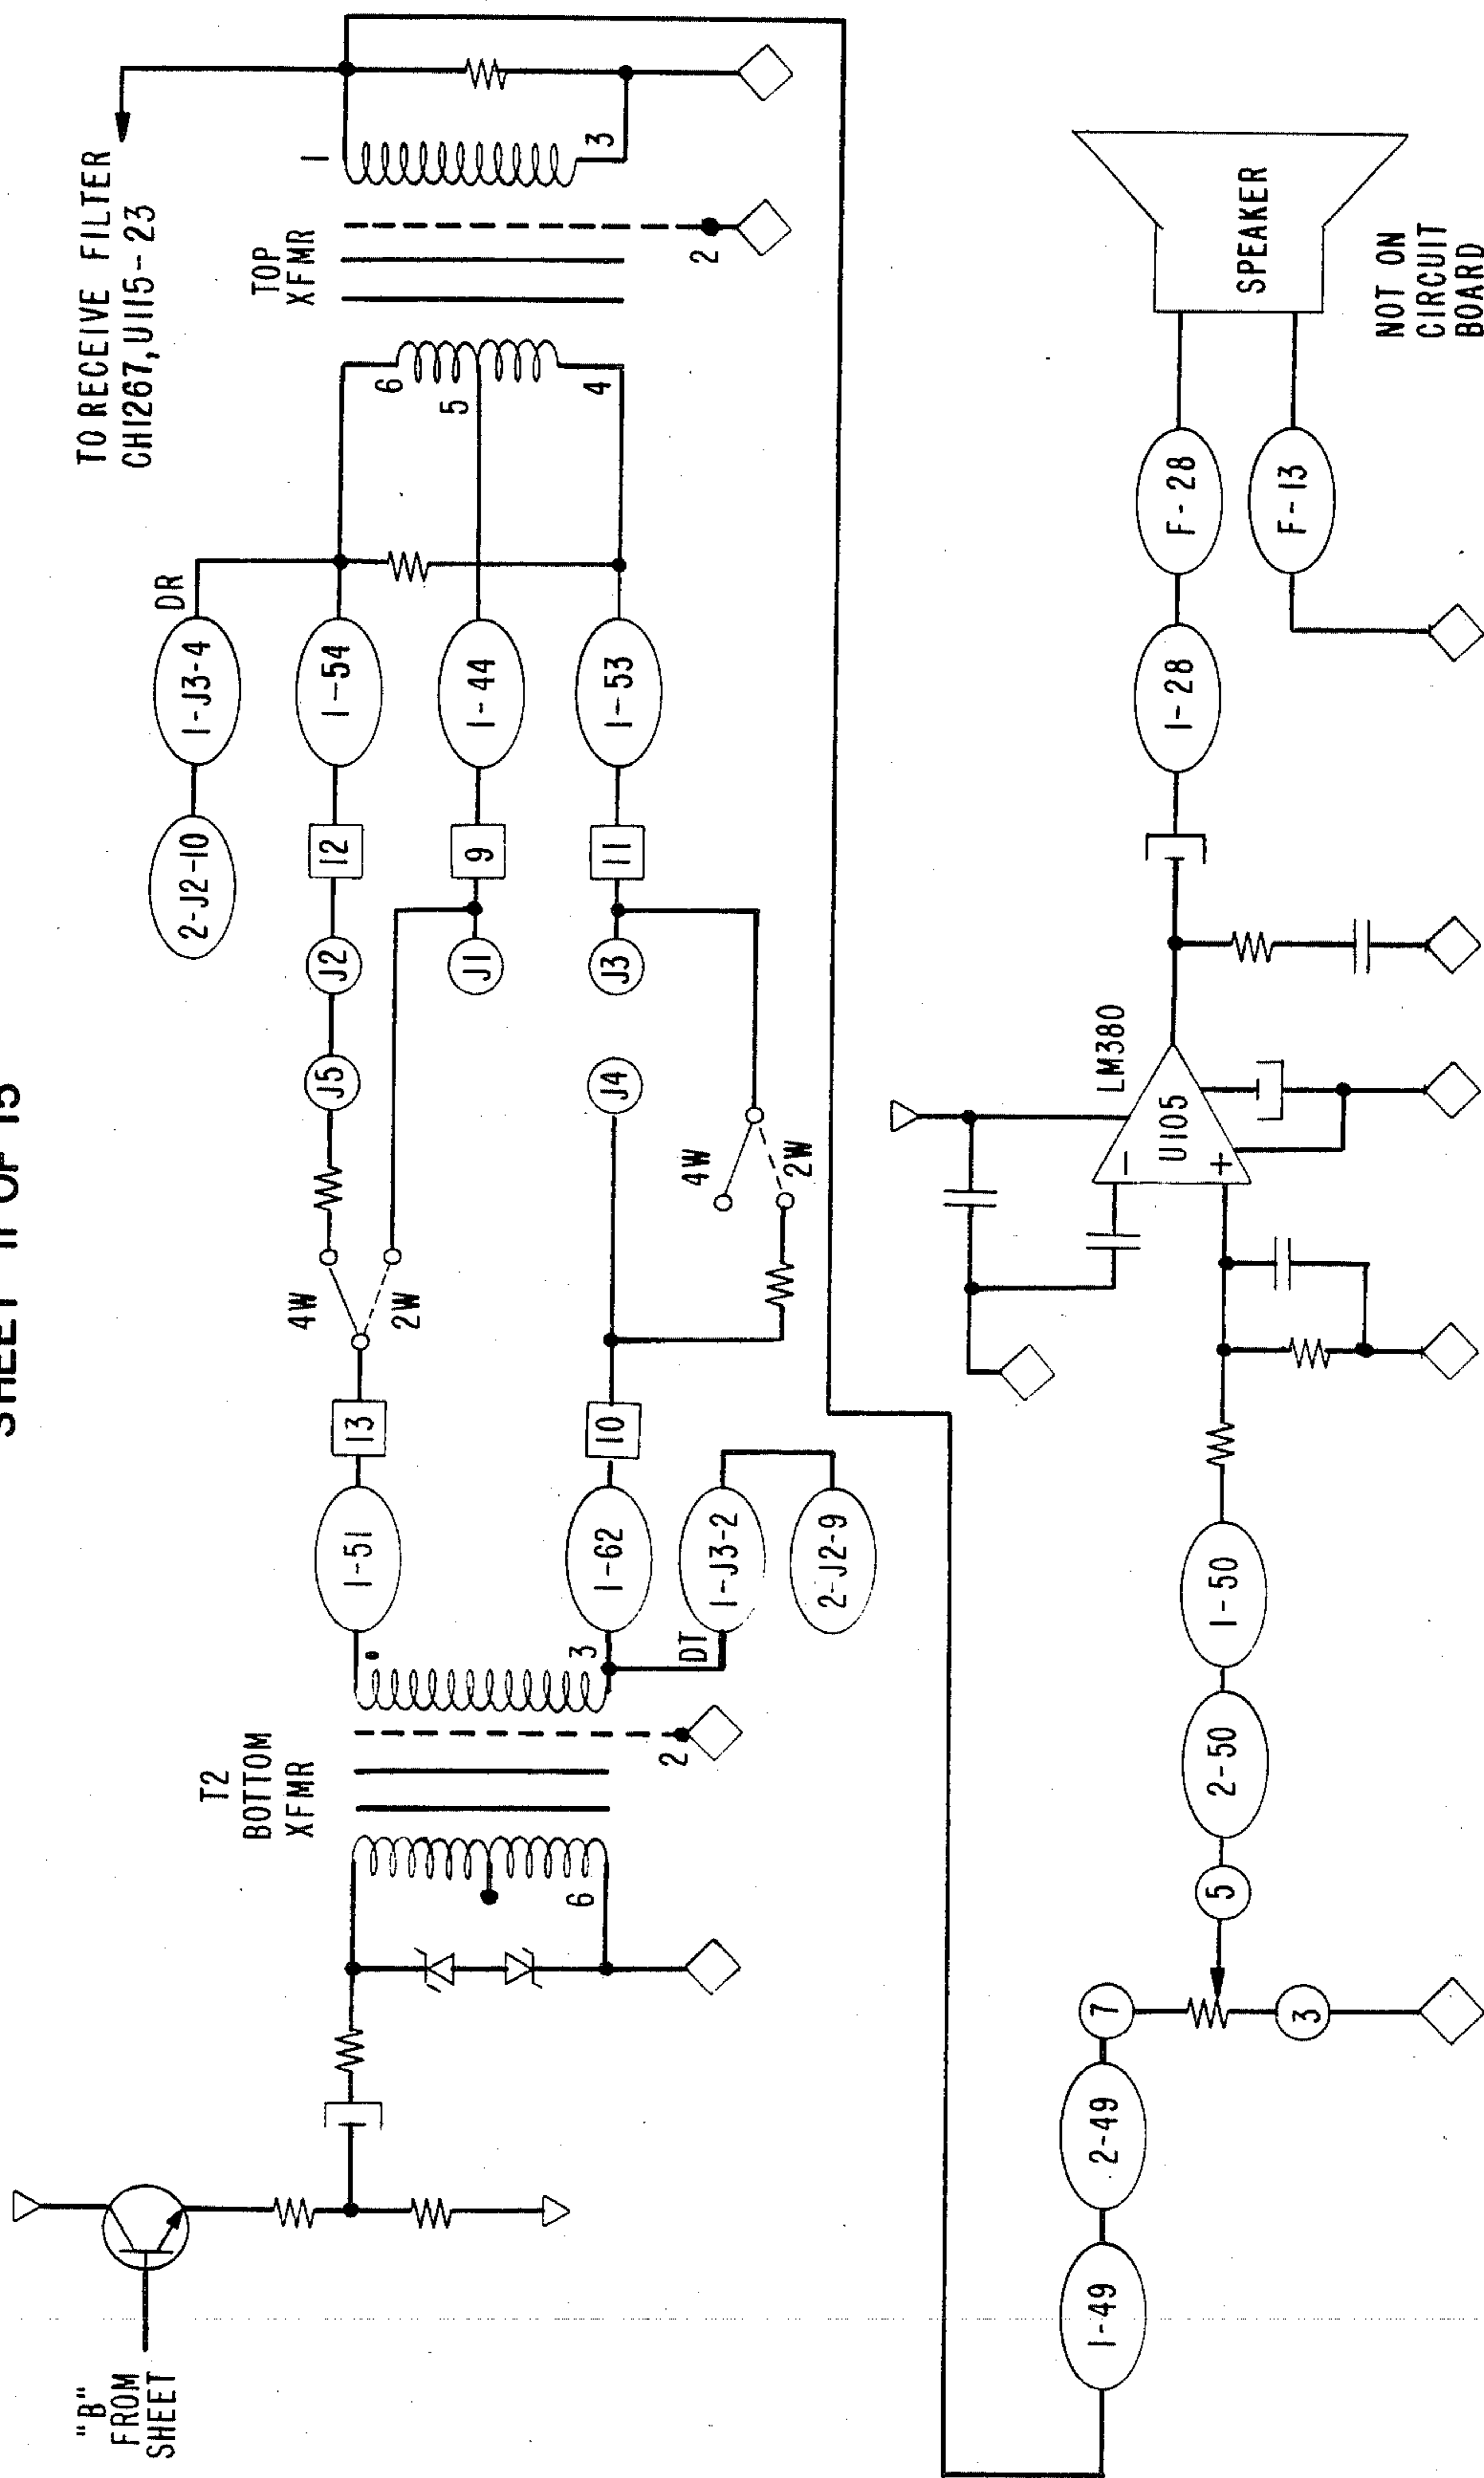 SHEET 11 OF 15
"B"
FROM
SHEET
T2
BOTTOM
XFMR
6
2
3
DT
1-51
1-62
1-J3-2
2-J2-9
13
10
4W
2W
J5
J2
J4
4W
2W
J1
J3
12
9
11
2-J2-10
1-J3-4
DR
1-54
1-44
1-53
TOP
XFMR
6
5
4
2
1
3
TO RECEIVE FILTER
CH1267, U115-23
1-49
2-49
7
3
5
2-50
1-50
LM380
U105
-
+
1-28
F-28
F-13
SPEAKER
NOT ON
CIRCUIT
BOARD